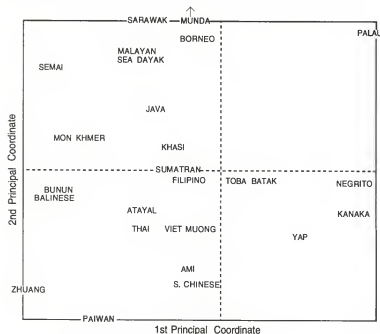 SARAWAK MUNDA
BORNEO
PALAU
MALAYAN
SEA DAYAK
SEMAI
JAVA
MON KHMER
KHASI
SUMATRAN
FILIPINO
TOBA BATAK
NEGRITO
BUNUN
BALINESE
ATAYAL
KANAKA
THAI
VIET MUONG
YAP
AMI
S. CHINESE
ZHUANG
PAIWAN
2nd Principal Coordinate
1st Principal Coordinate